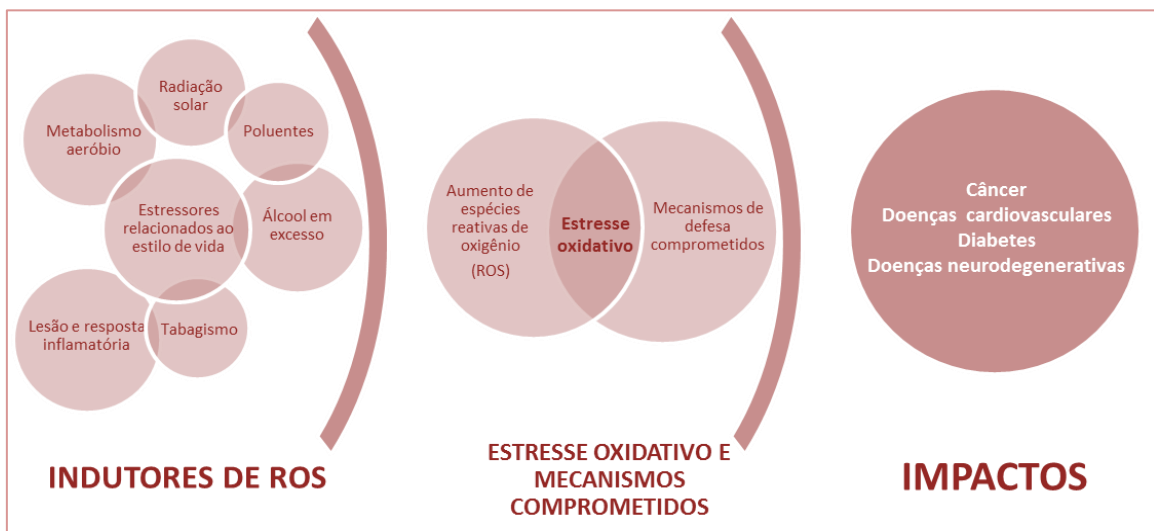 Radiação
solar
Metabolismo
aeróbio
Poluentes
Estressores
relacionados ao
estilo de vida
Álcool em
excesso
Lesão e resposta
inflamatória
Tabagismo
INDUTORES DE ROS
Aumento de
espécies
reativas de
oxigênio
(ROS)
Estresse
oxidativo
Mecanismos de
defesa
comprometidos
ESTRESSE OXIDATIVO E
MECANISMOS
COMPROMETIDOS
Câncer
Doenças cardiovasculares
Diabetes
Doenças neurodegenerativas
IMPACTOS